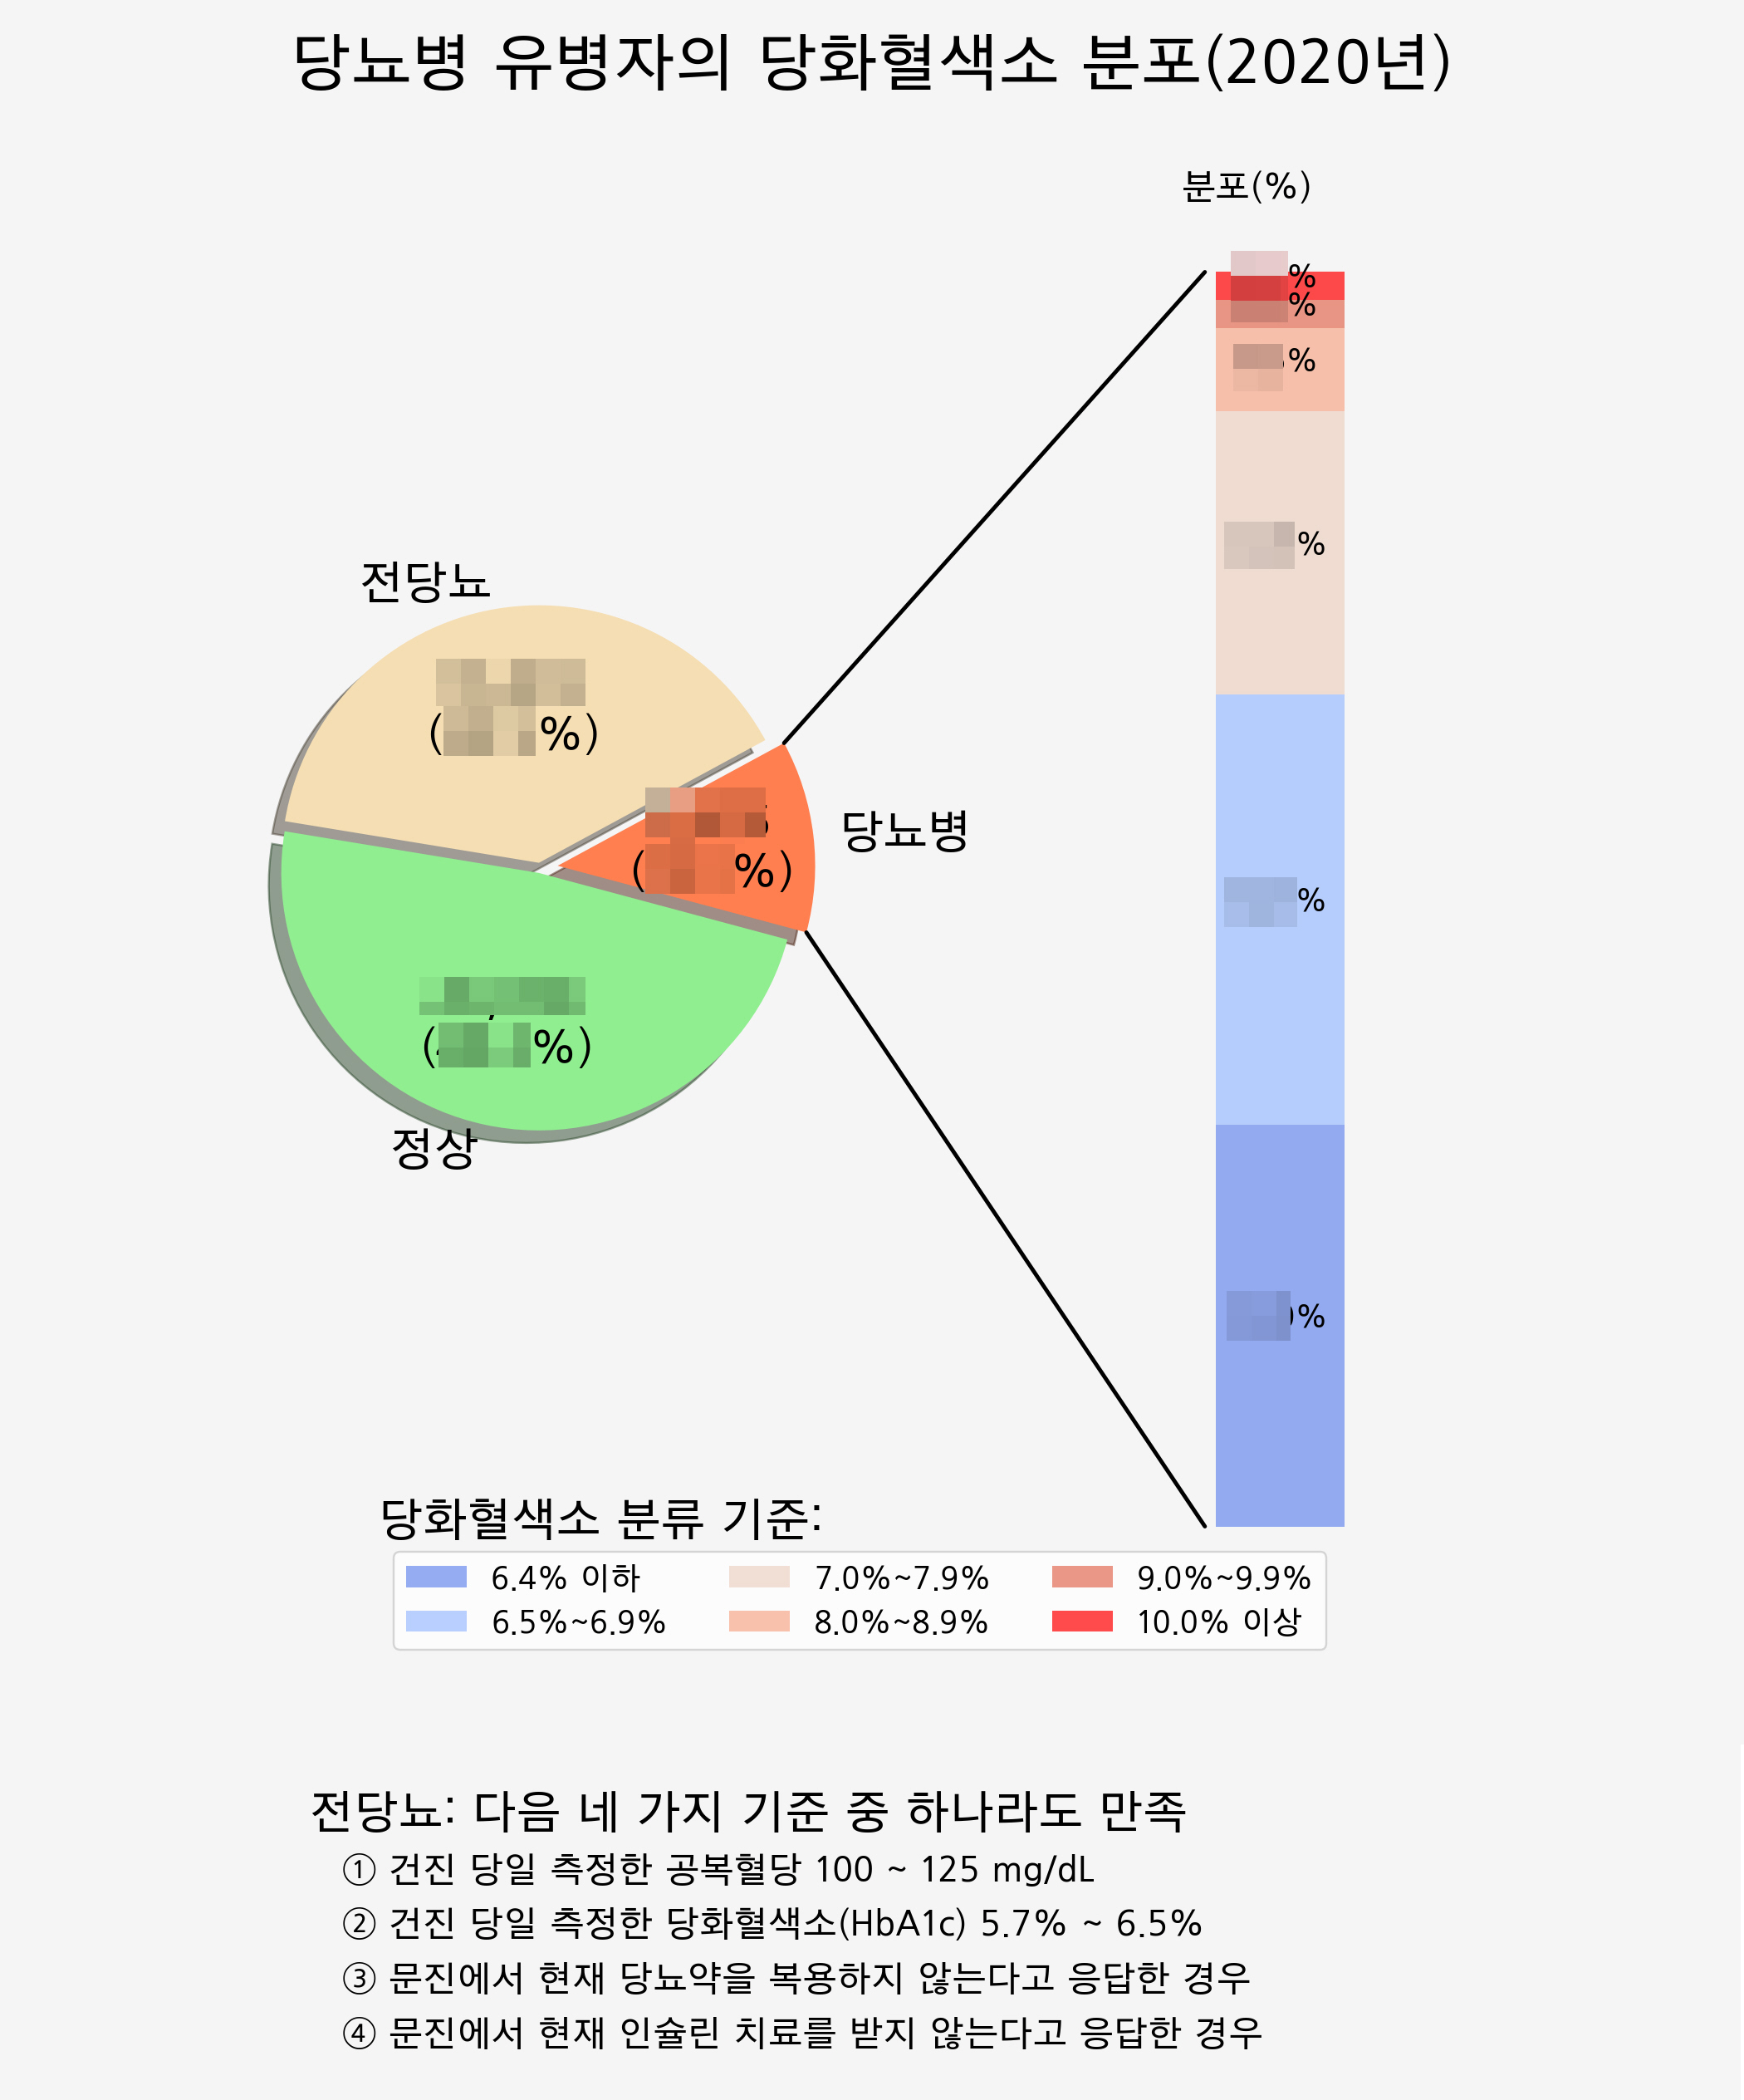 당뇨병 유병자의 당화혈색소 분포(2020년)
분포(%)
%
%
%
%
%
%
전당뇨
( %)
당뇨병
( %)
( %)
정상
당화혈색소 분류 기준:
6.4% 이하
7.0%~7.9%
9.0%~9.9%
6.5%~6.9%
8.0%~8.9%
10.0% 이상
전당뇨: 다음 네 가지 기준 중 하나라도 만족
① 건진 당일 측정한 공복혈당 100 ~ 125 mg/dL
② 건진 당일 측정한 당화혈색소(HbA1c) 5.7% ~ 6.5%
③ 문진에서 현재 당뇨약을 복용하지 않는다고 응답한 경우
④ 문진에서 현재 인슐린 치료를 받지 않는다고 응답한 경우